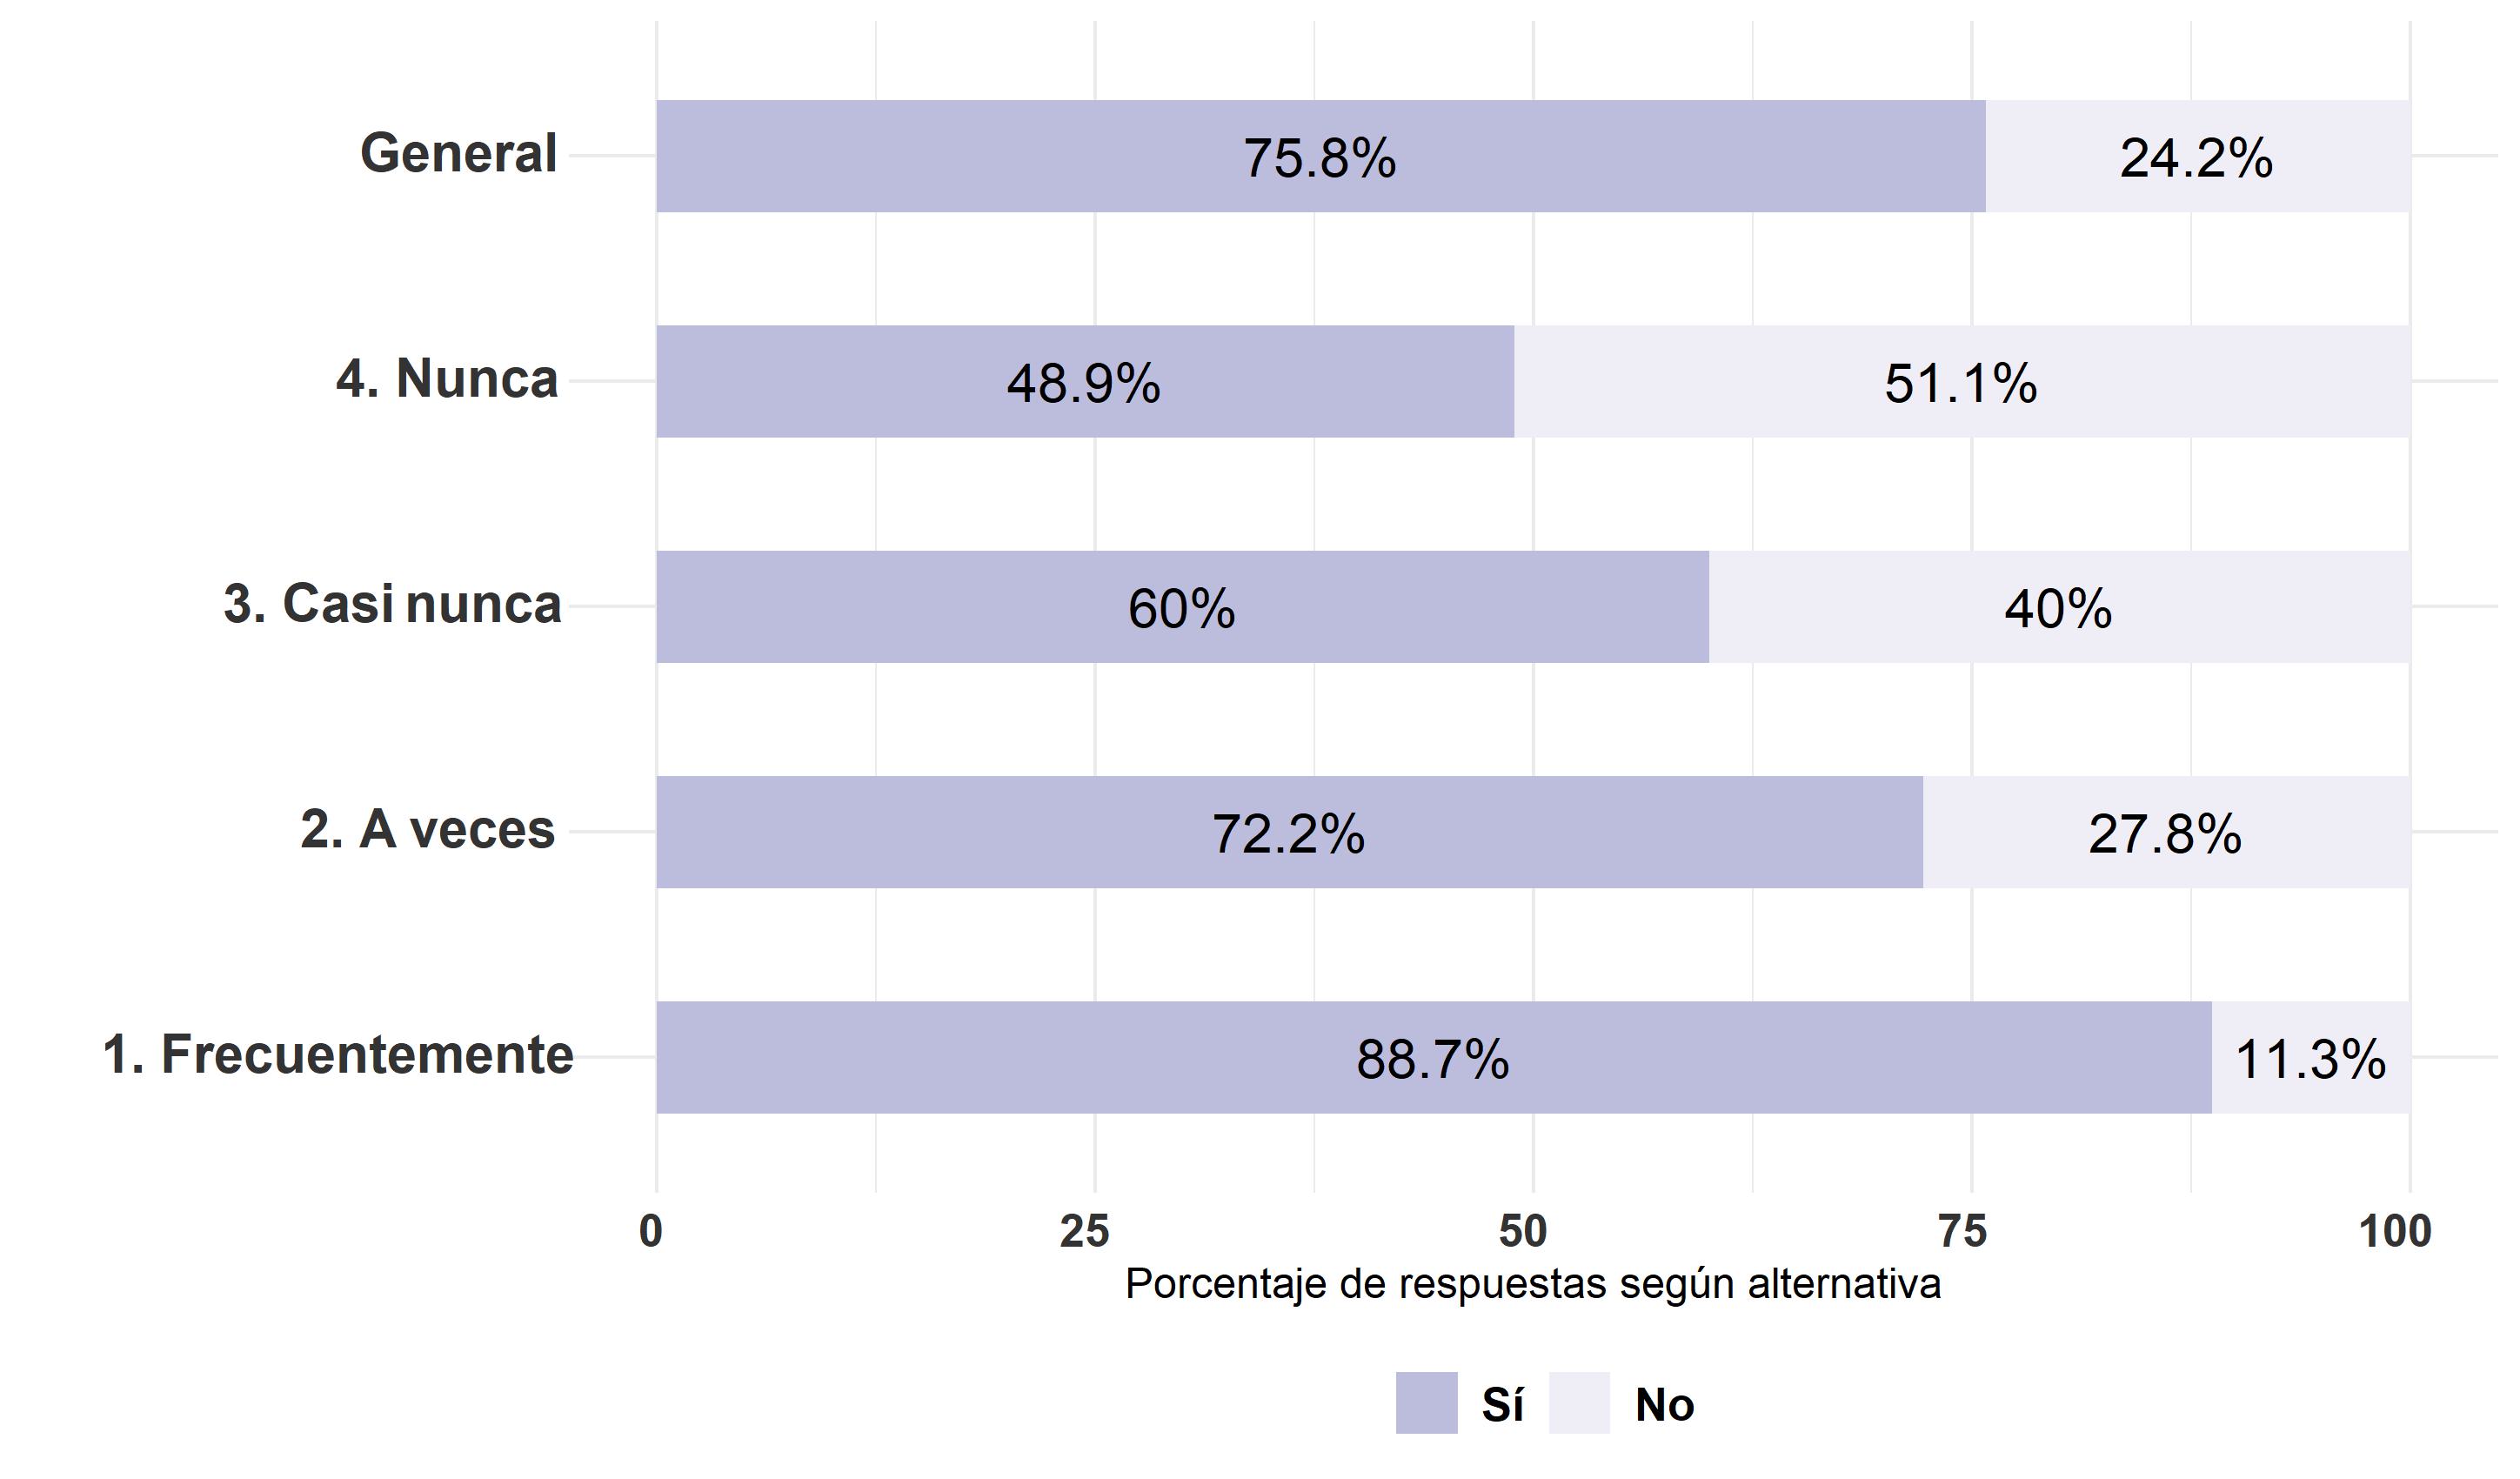 General 75.8% 24.2%
4. Nunca 48.9% 51.1%
3. Casi nunca 60% 40%
2. A veces 72.2% 27.8%
1. Frecuentemente 88.7% 11.3%
0 25 50 75 100
Porcentaje de respuestas según alternativa
Sí No